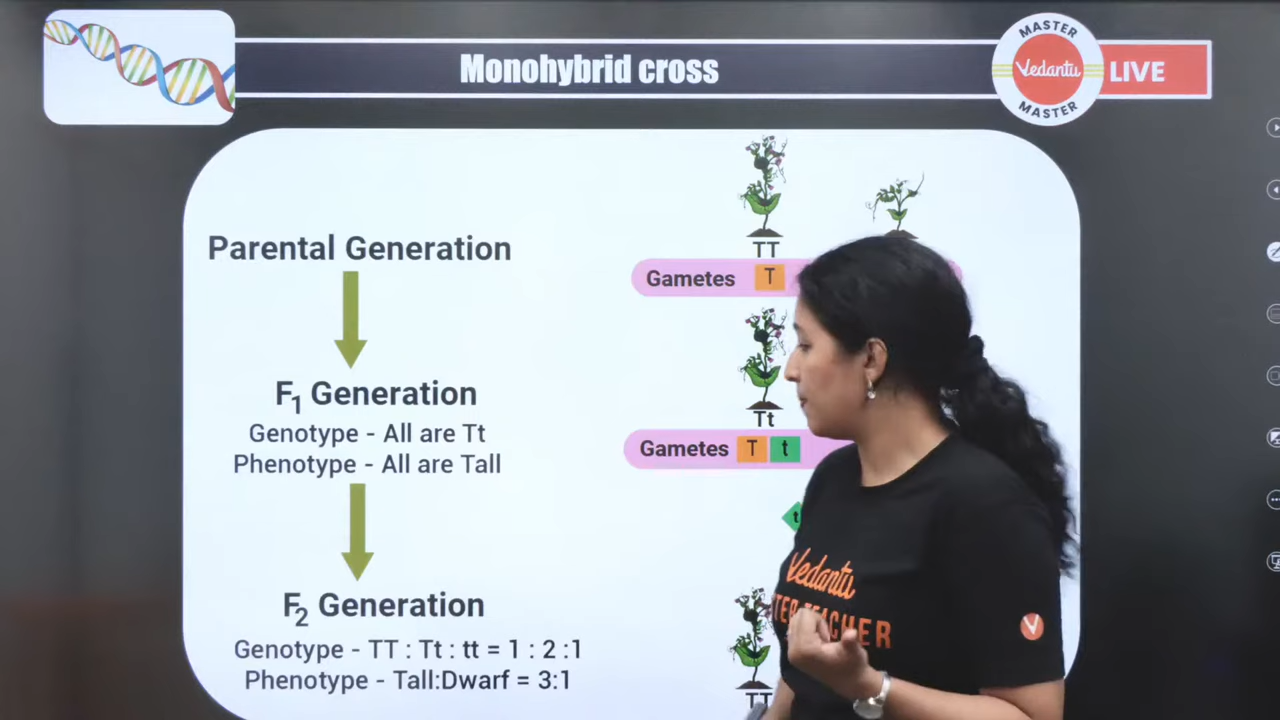 Monohybrid cross
MASTER
Vedantu
MASTER
LIVE
Parental Generation
TT
Gametes T
F₁ Generation
Genotype - All are Tt
Phenotype - All are Tall
Tt
Gametes T t
t
F₂ Generation
Genotype - TT : Tt : tt = 1 : 2 :1
Phenotype - Tall:Dwarf = 3:1
TT
Vedantu
V